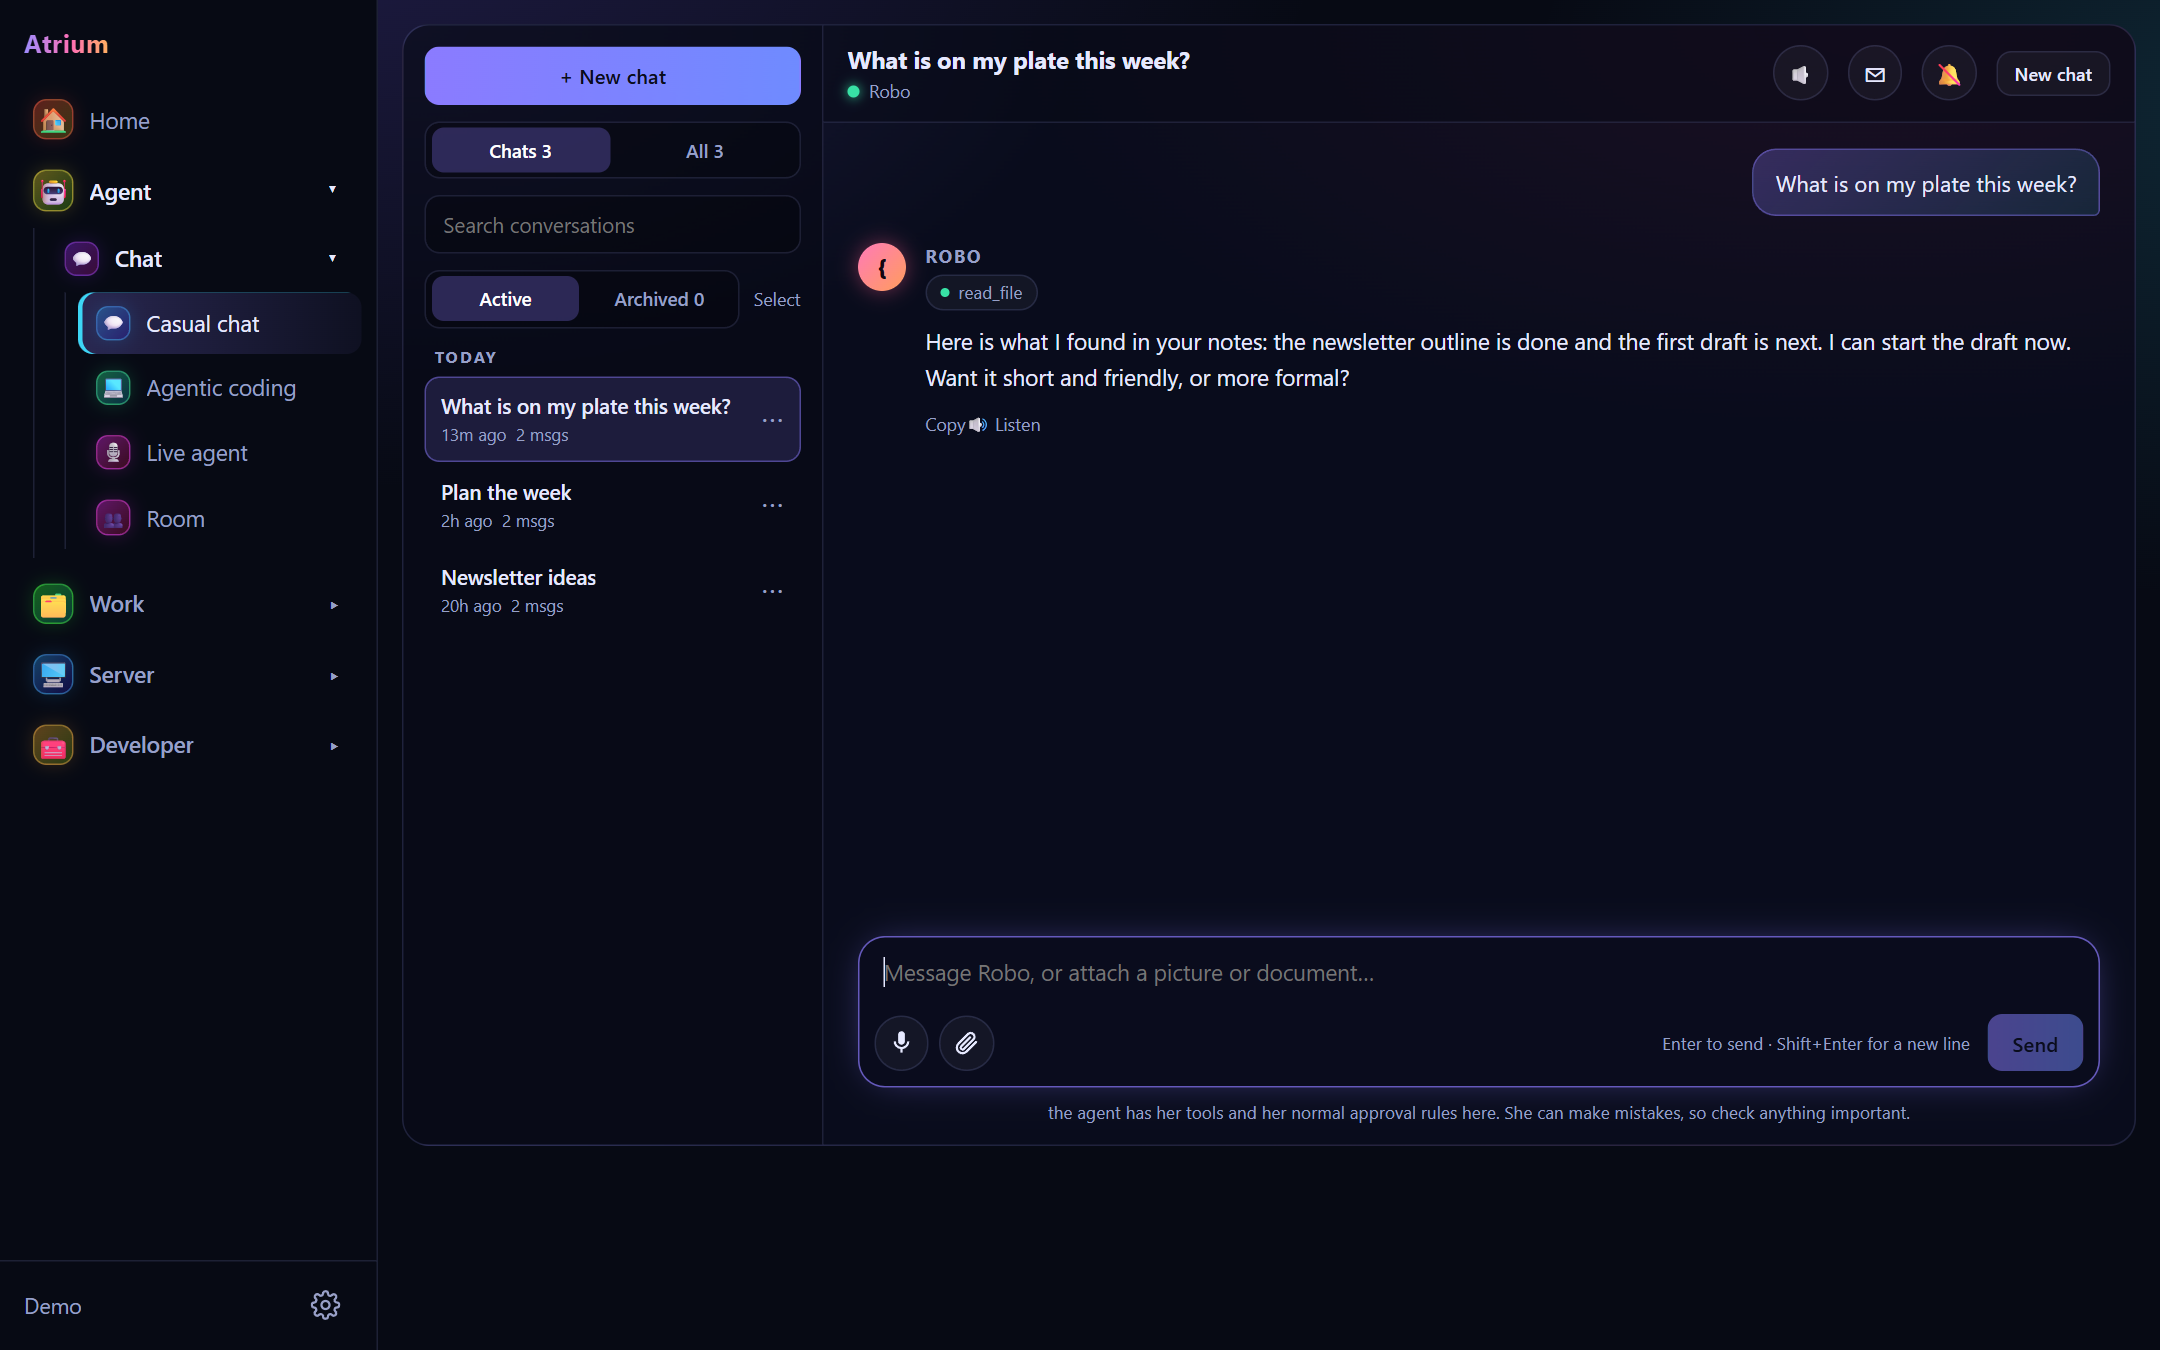 Atrium
Home
Agent
Chat
Casual chat
Agentic coding
Live agent
Room
Work
Server
Developer
Demo
+ New chat
Chats 3
All 3
Search conversations
Active
Archived 0
Select
TODAY
What is on my plate this week?
13m ago 2 msgs
Plan the week
2h ago 2 msgs
Newsletter ideas
20h ago 2 msgs
What is on my plate this week?
Robo
New chat
What is on my plate this week?
{
ROBO
read_file
Here is what I found in your notes: the newsletter outline is done and the first draft is next. I can start the draft now.
Want it short and friendly, or more formal?
Copy Listen
Message Robo, or attach a picture or document...
Enter to send · Shift+Enter for a new line
Send
the agent has her tools and her normal approval rules here. She can make mistakes, so check anything important.